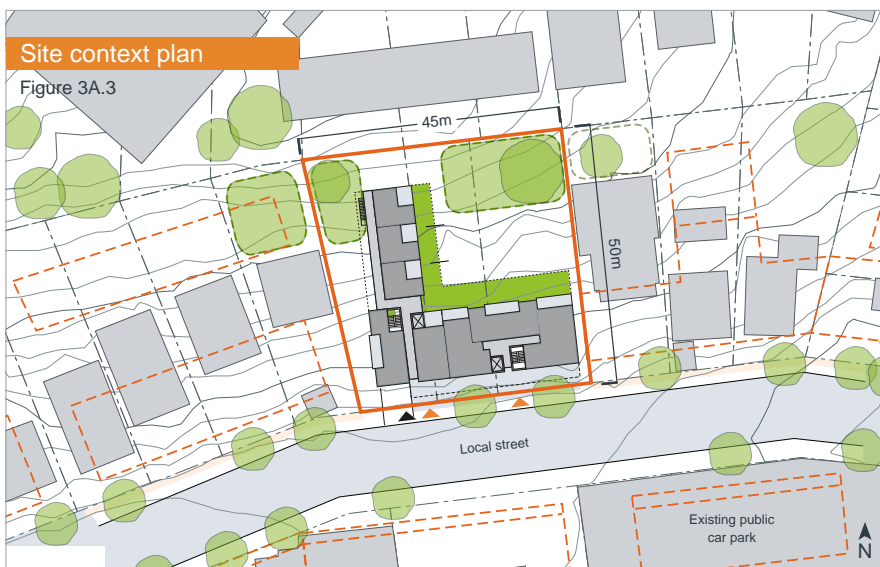 Site context plan
Figure 3A.3
45m
50m
Local street
Existing public
car park
N